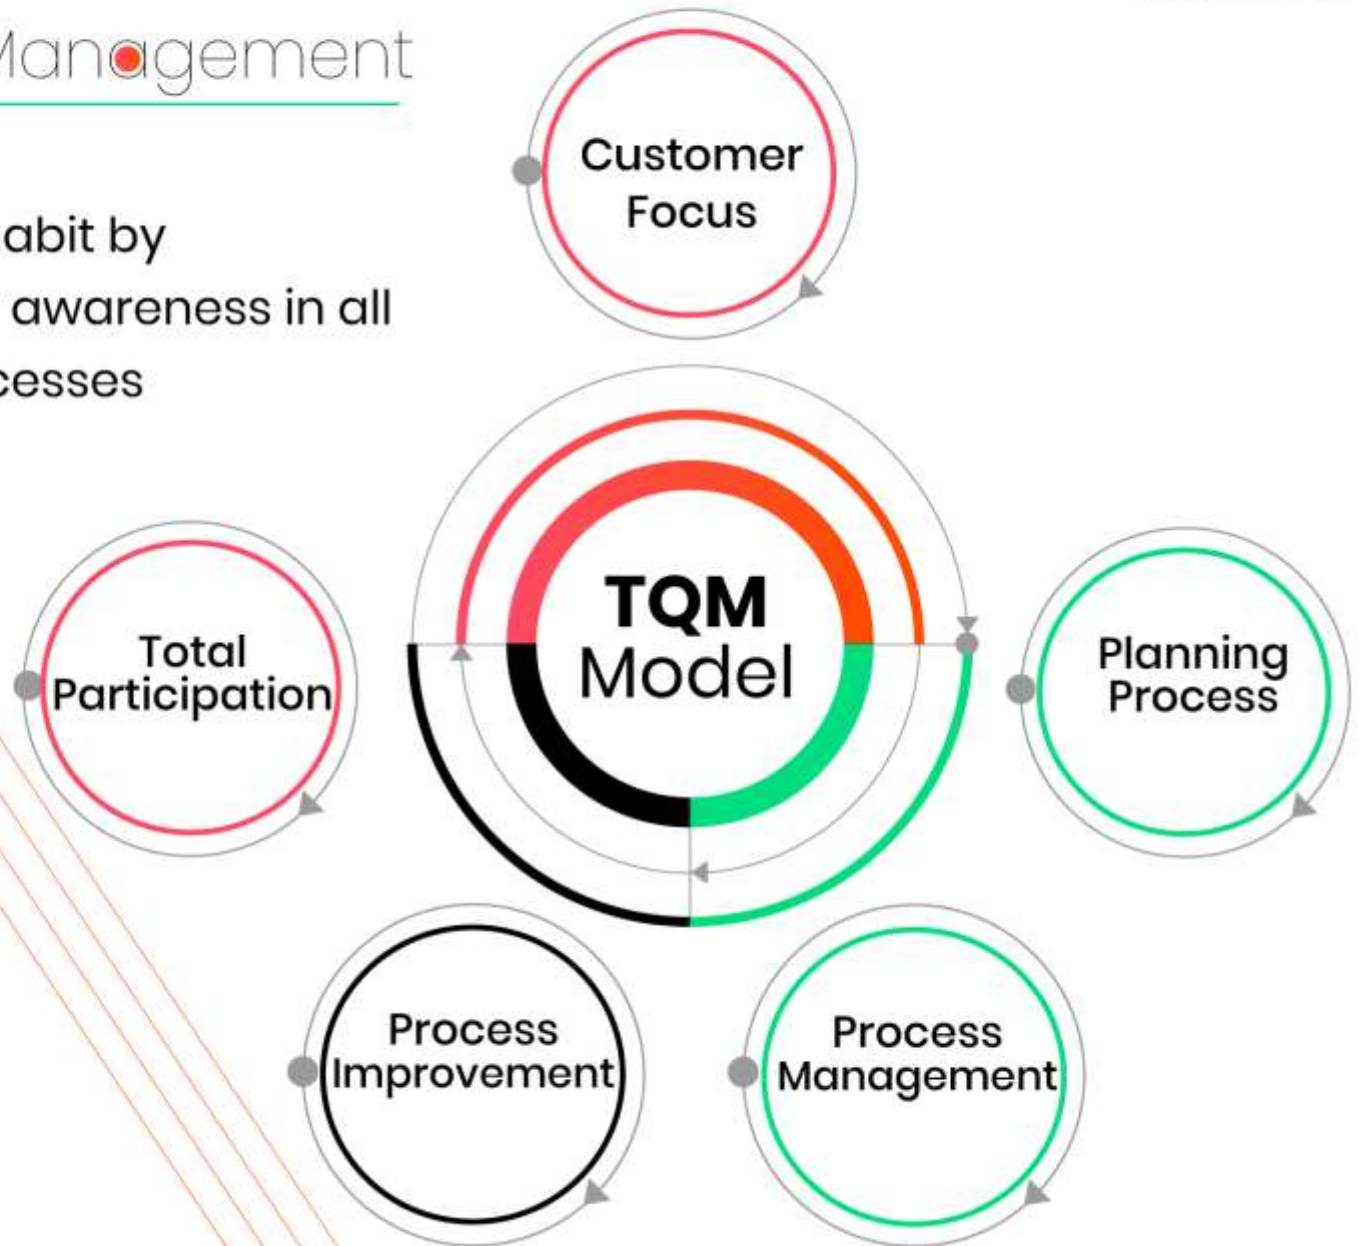 Management
abit by
awareness in all
cesses
Customer
Focus
TQM
Model
Total
Participation
Planning
Process
Process
Improvement
Process
Management